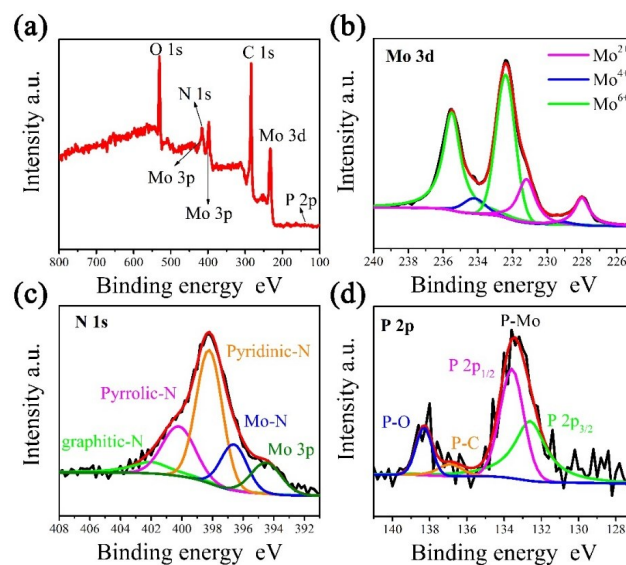 (a)
O 1s
C 1s
N 1s
Mo 3d
Mo 3p
Mo 3p
P 2p
Intensity a.u.
800 700 600 500 400 300 200 100
Binding energy eV
(b)
Mo 3d
Mo
Mo
Mo
Intensity a.u.
240 238 236 234 232 230 228 226
Binding energy eV
(c)
N 1s
Pyridinic-N
Pyrrolic-N
graphitic-N
Mo-N
Mo 3p
Intensity a.u.
408 406 404 402 400 398 396 394 392
Binding energy eV
(d)
P 2p
P-Mo
P 2p1/2
P-O
P-C
P 2p3/2
Intensity a.u.
140 138 136 134 132 130 128
Binding energy eV